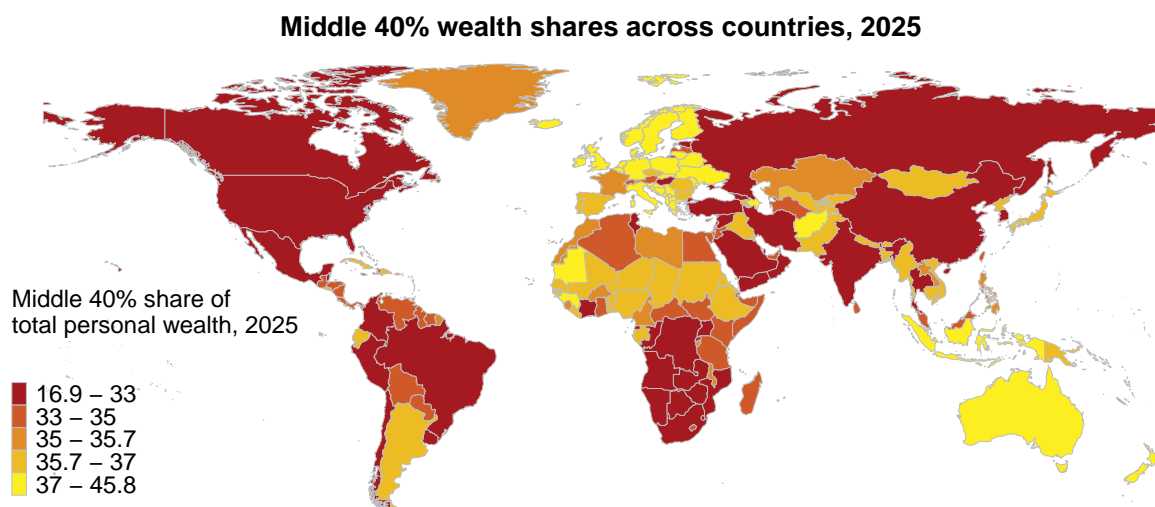 Middle 40% wealth shares across countries, 2025
Middle 40% share of
total personal wealth, 2025
16.9 – 33
33 – 35
35 – 35.7
35.7 – 37
37 – 45.8